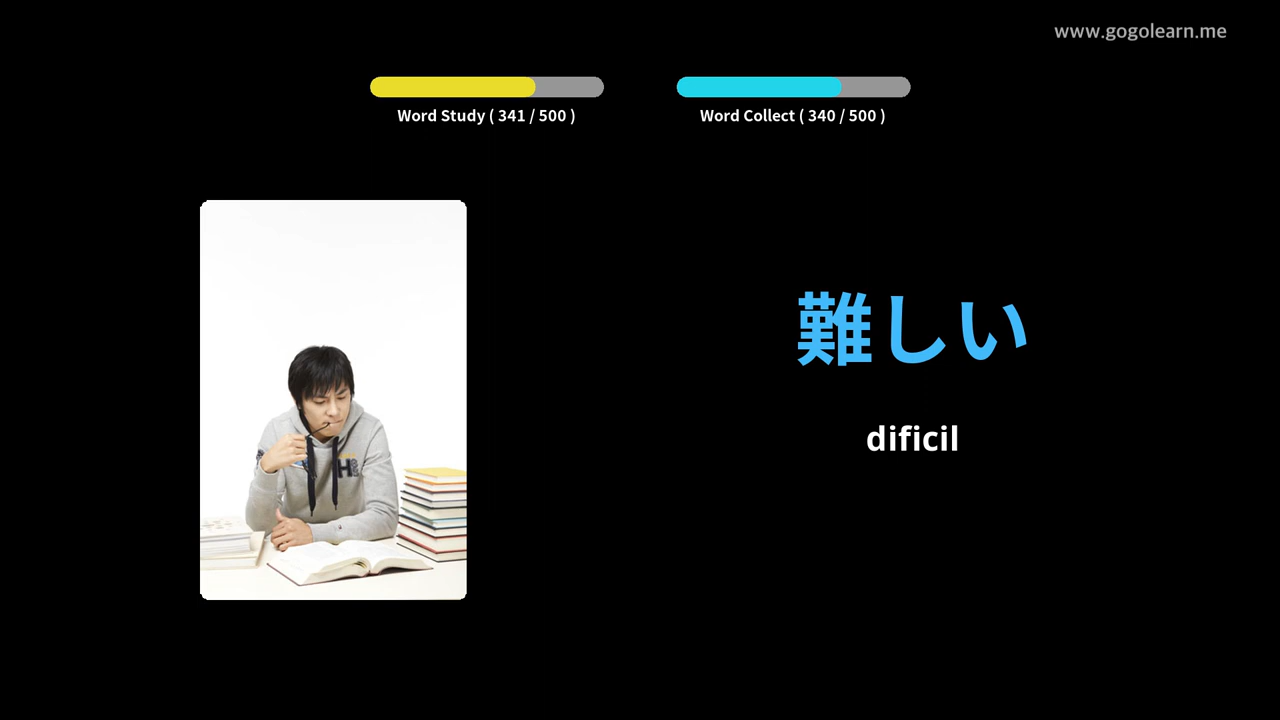 www.gogolearn.me
Word Study ( 341 / 500 )
Word Collect ( 340 / 500 )
難しい
dificil
H